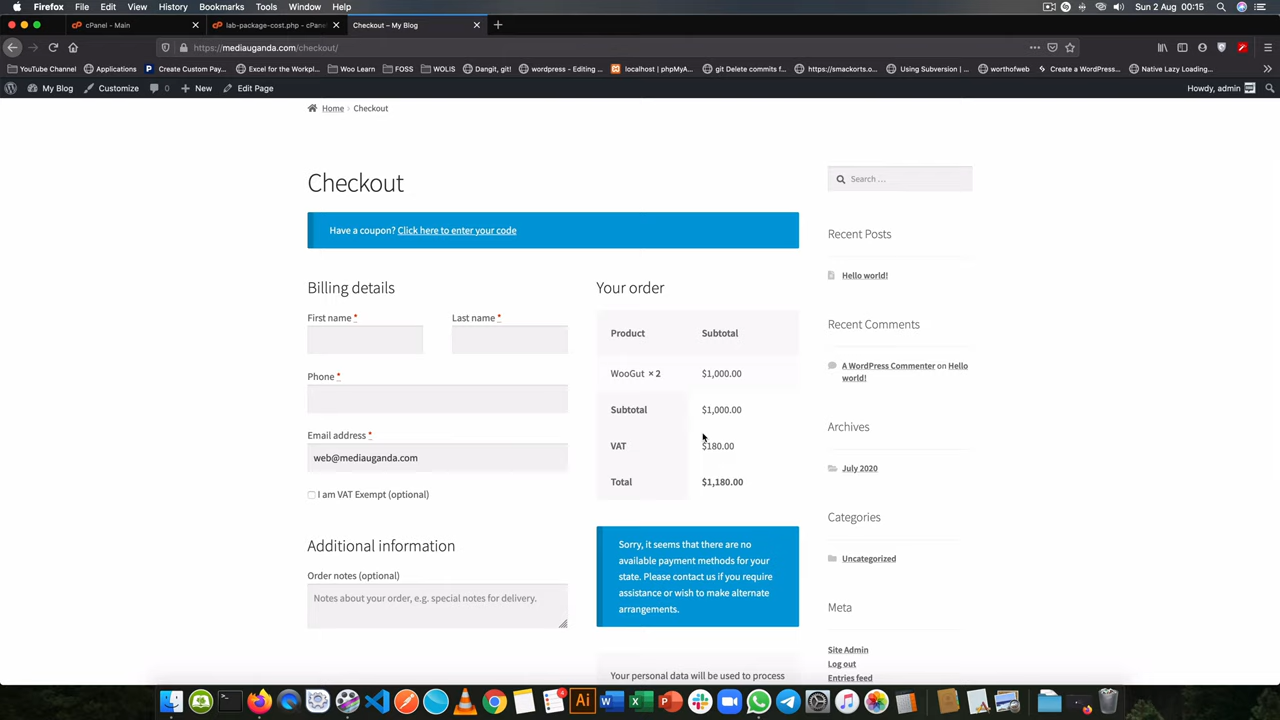 Firefox File Edit View History Bookmarks Tools Window Help
Sun 2 Aug 00:15
cPanel - Main
lab-package-cost.php - cPane
Checkout – My Blog
https://mediauganda.com/checkout/
YouTube Channel Applications Create Custom Pay... Excel for the Workpl... Woo Learn FOSS WOLIS Dangit, git! wordpress - Editing ... localhost | phpMyA... git Delete commits f... https://smackorts.o... Using Subversion | ... worthofweb Create a WordPress... Native Lazy Loading...
My Blog Customize 0 New Edit Page
Howdy, admin
Home Checkout
Checkout
Search …
Have a coupon? Click here to enter your code
Recent Posts
Hello world!
Billing details
Your order
First name *
Last name *
Product Subtotal
Recent Comments
A WordPress Commenter on Hello
world!
WooGut × 2 $1,000.00
Phone *
Subtotal $1,000.00
Archives
Email address *
VAT $180.00
web@mediauganda.com
July 2020
Total $1,180.00
I am VAT Exempt (optional)
Categories
Additional information
Sorry, it seems that there are no
available payment methods for your
state. Please contact us if you require
assistance or wish to make alternate
arrangements.
Uncategorized
Order notes (optional)
Notes about your order, e.g. special notes for delivery.
Meta
Site Admin
Log out
Entries feed
Your personal data will be used to process
4
Ai